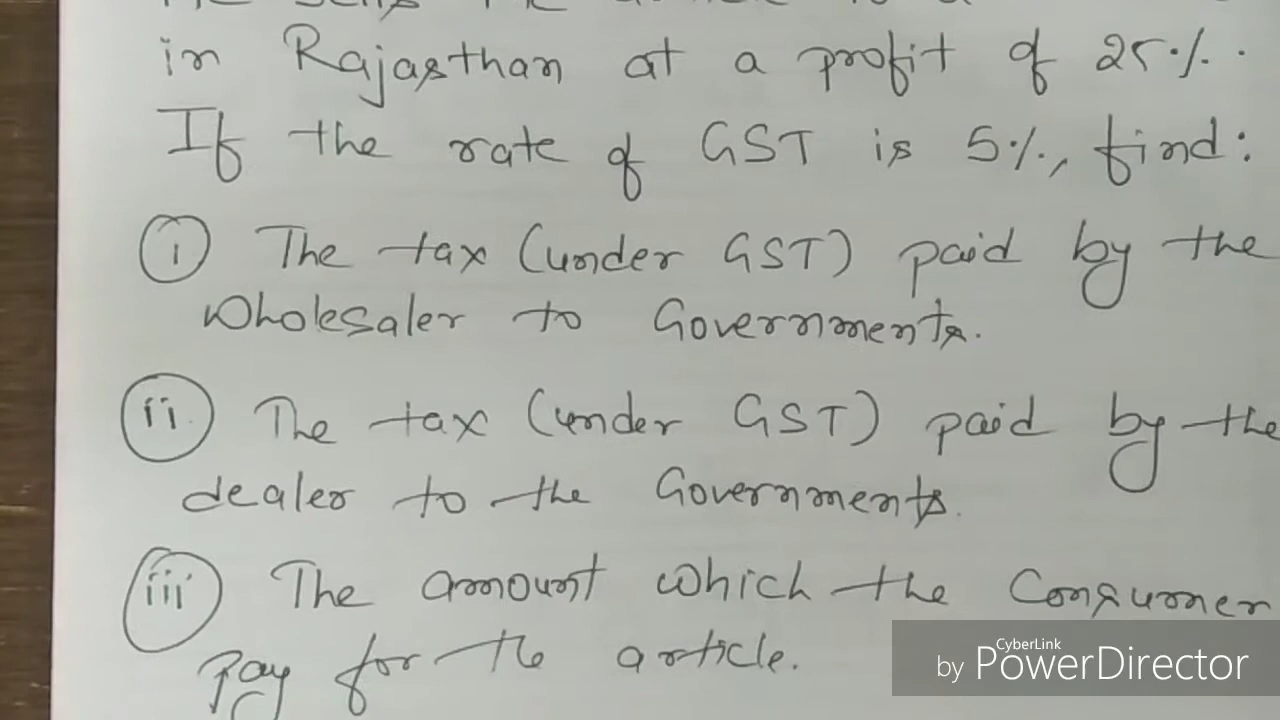 in Rajasthan at a profit of 25%.
If the rate of GST is 5%, find:
(i) The tax (under GST) paid by the
Wholesaler to Governments.
(ii) The tax (under GST) paid by the
dealer to the Governments.
(iii) The amount which the Consumer
Pay for the article.
CyberLink
by PowerDirector